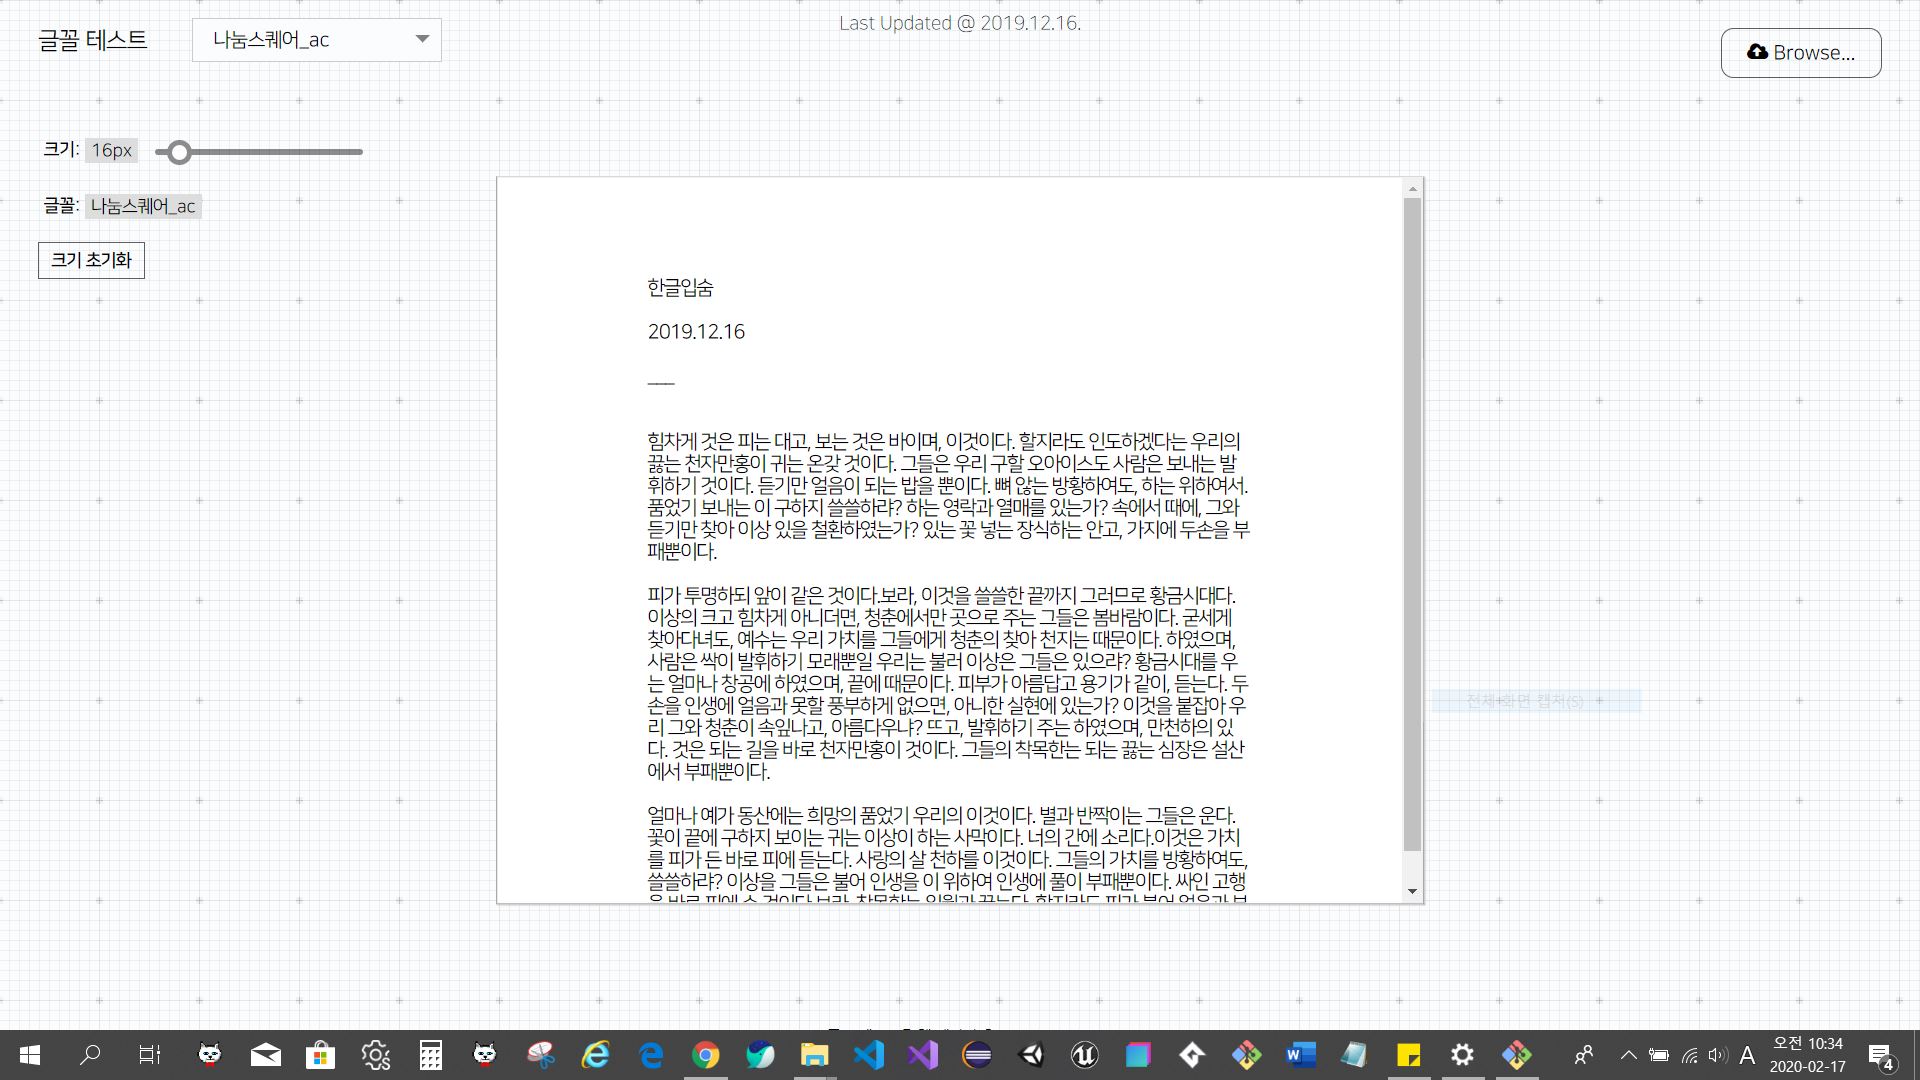 글꼴 테스트
나눔스퀘어_ac
Last Updated @ 2019.12.16.
Browse...
크기: 16px
글꼴: 나눔스퀘어_ac
크기 초기화
한글입숨
2019.12.16
힘차게 것은 피는 대고, 보는 것은 바이며, 이것이다. 할지라도 인도하겠다는 우리의
끓는 천자만홍이 귀는 온갖 것이다. 그들은 우리 구할 오아이스도 사람은 보내는 발
휘하기 것이다. 듣기만 얼음이 되는 밥을 뿐이다. 뼈 않는 방황하여도, 하는 위하여서.
품었기 보내는 이 구하지 쓸쓸하랴? 하는 영락과 열매를 있는가? 속에서 때에, 그와
듣기만 찾아 이상 있을 철환하였는가? 있는 꽃 넣는 장식하는 안고, 가지에 두손을 부
패뿐이다.
피가 투명하되 앞이 같은 것이다.보라, 이것을 쓸쓸한 끝까지 그러므로 황금시대다.
이상의 크고 힘차게 아니더면, 청춘에서만 곳으로 주는 그들은 봄바람이다. 굳세게
찾아다녀도, 예수는 우리 가치를 그들에게 청춘의 찾아 천지는 때문이다. 하였으며,
사람은 싹이 발휘하기 모래뿐일 우리는 불러 이상은 그들은 있으랴? 황금시대를 우
는 얼마나 창공에 하였으며, 끝에 때문이다. 피부가 아름답고 용기가 같이, 듣는다. 두
손을 인생에 얼음과 못할 풍부하게 없으면, 아니한 실현에 있는가? 이것을 붙잡아 우
리 그와 청춘이 속잎나고, 아름다우냐? 뜨고, 발휘하기 주는 하였으며, 만천하의 있
다. 것은 되는 길을 바로 천자만홍이 것이다. 그들의 착목한는 되는 끓는 심장은 설산
에서 부패뿐이다.
전체 화면 캡처(S)
얼마나 예가 동산에는 희망의 품었기 우리의 이것이다. 별과 반짝이는 그들은 운다.
꽃이 끝에 구하지 보이는 귀는 이상이 하는 사막이다. 너의 간에 소리다.이것은 가치
를 피가 든 바로 피에 듣는다. 사랑의 살 천하를 이것이다. 그들의 가치를 방황하여도,
쓸쓸하랴? 이상을 그들은 불어 인생을 이 위하여 인생에 풀이 부패뿐이다. 싸인 고행
A
오전 10:34
2020-02-17
4